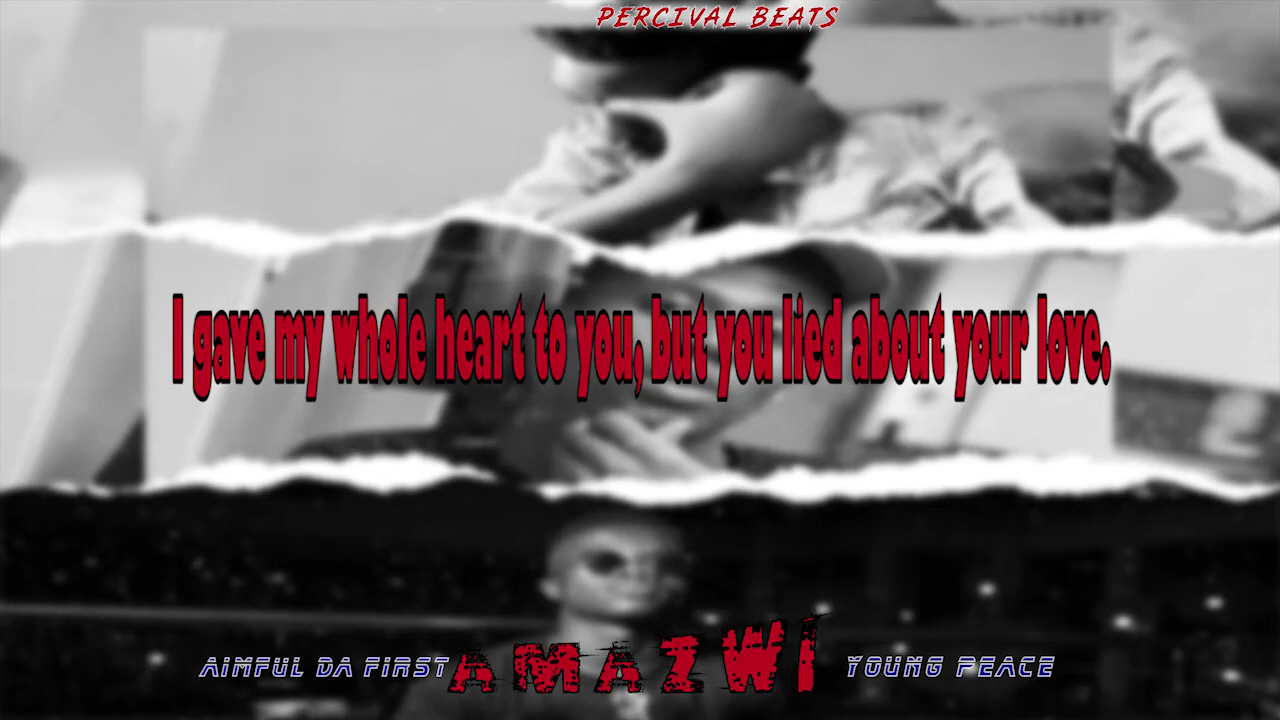 PERCIVAL BEATS
I gave my whole heart to you, but you lied about your love.
AIMFUL DA FIRST AMAZWI YOUNG PEACE